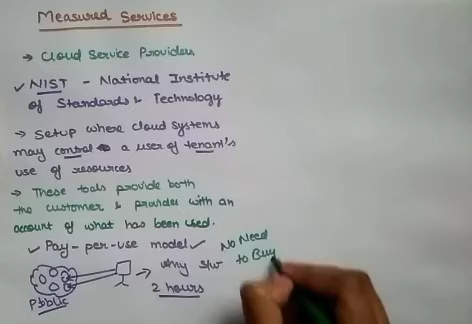 Measured Services
→ Cloud Service Providers
✓ NIST - National Institute
of Standards & Technology
→ Setup where cloud systems
may control a user of tenant's
use of resources
→ These tools provide both
the customer & provider with an
account of what has been used.
✓ Pay-per-use model ✓
No Need
to Buy
→ why s/w
2 hours
Public